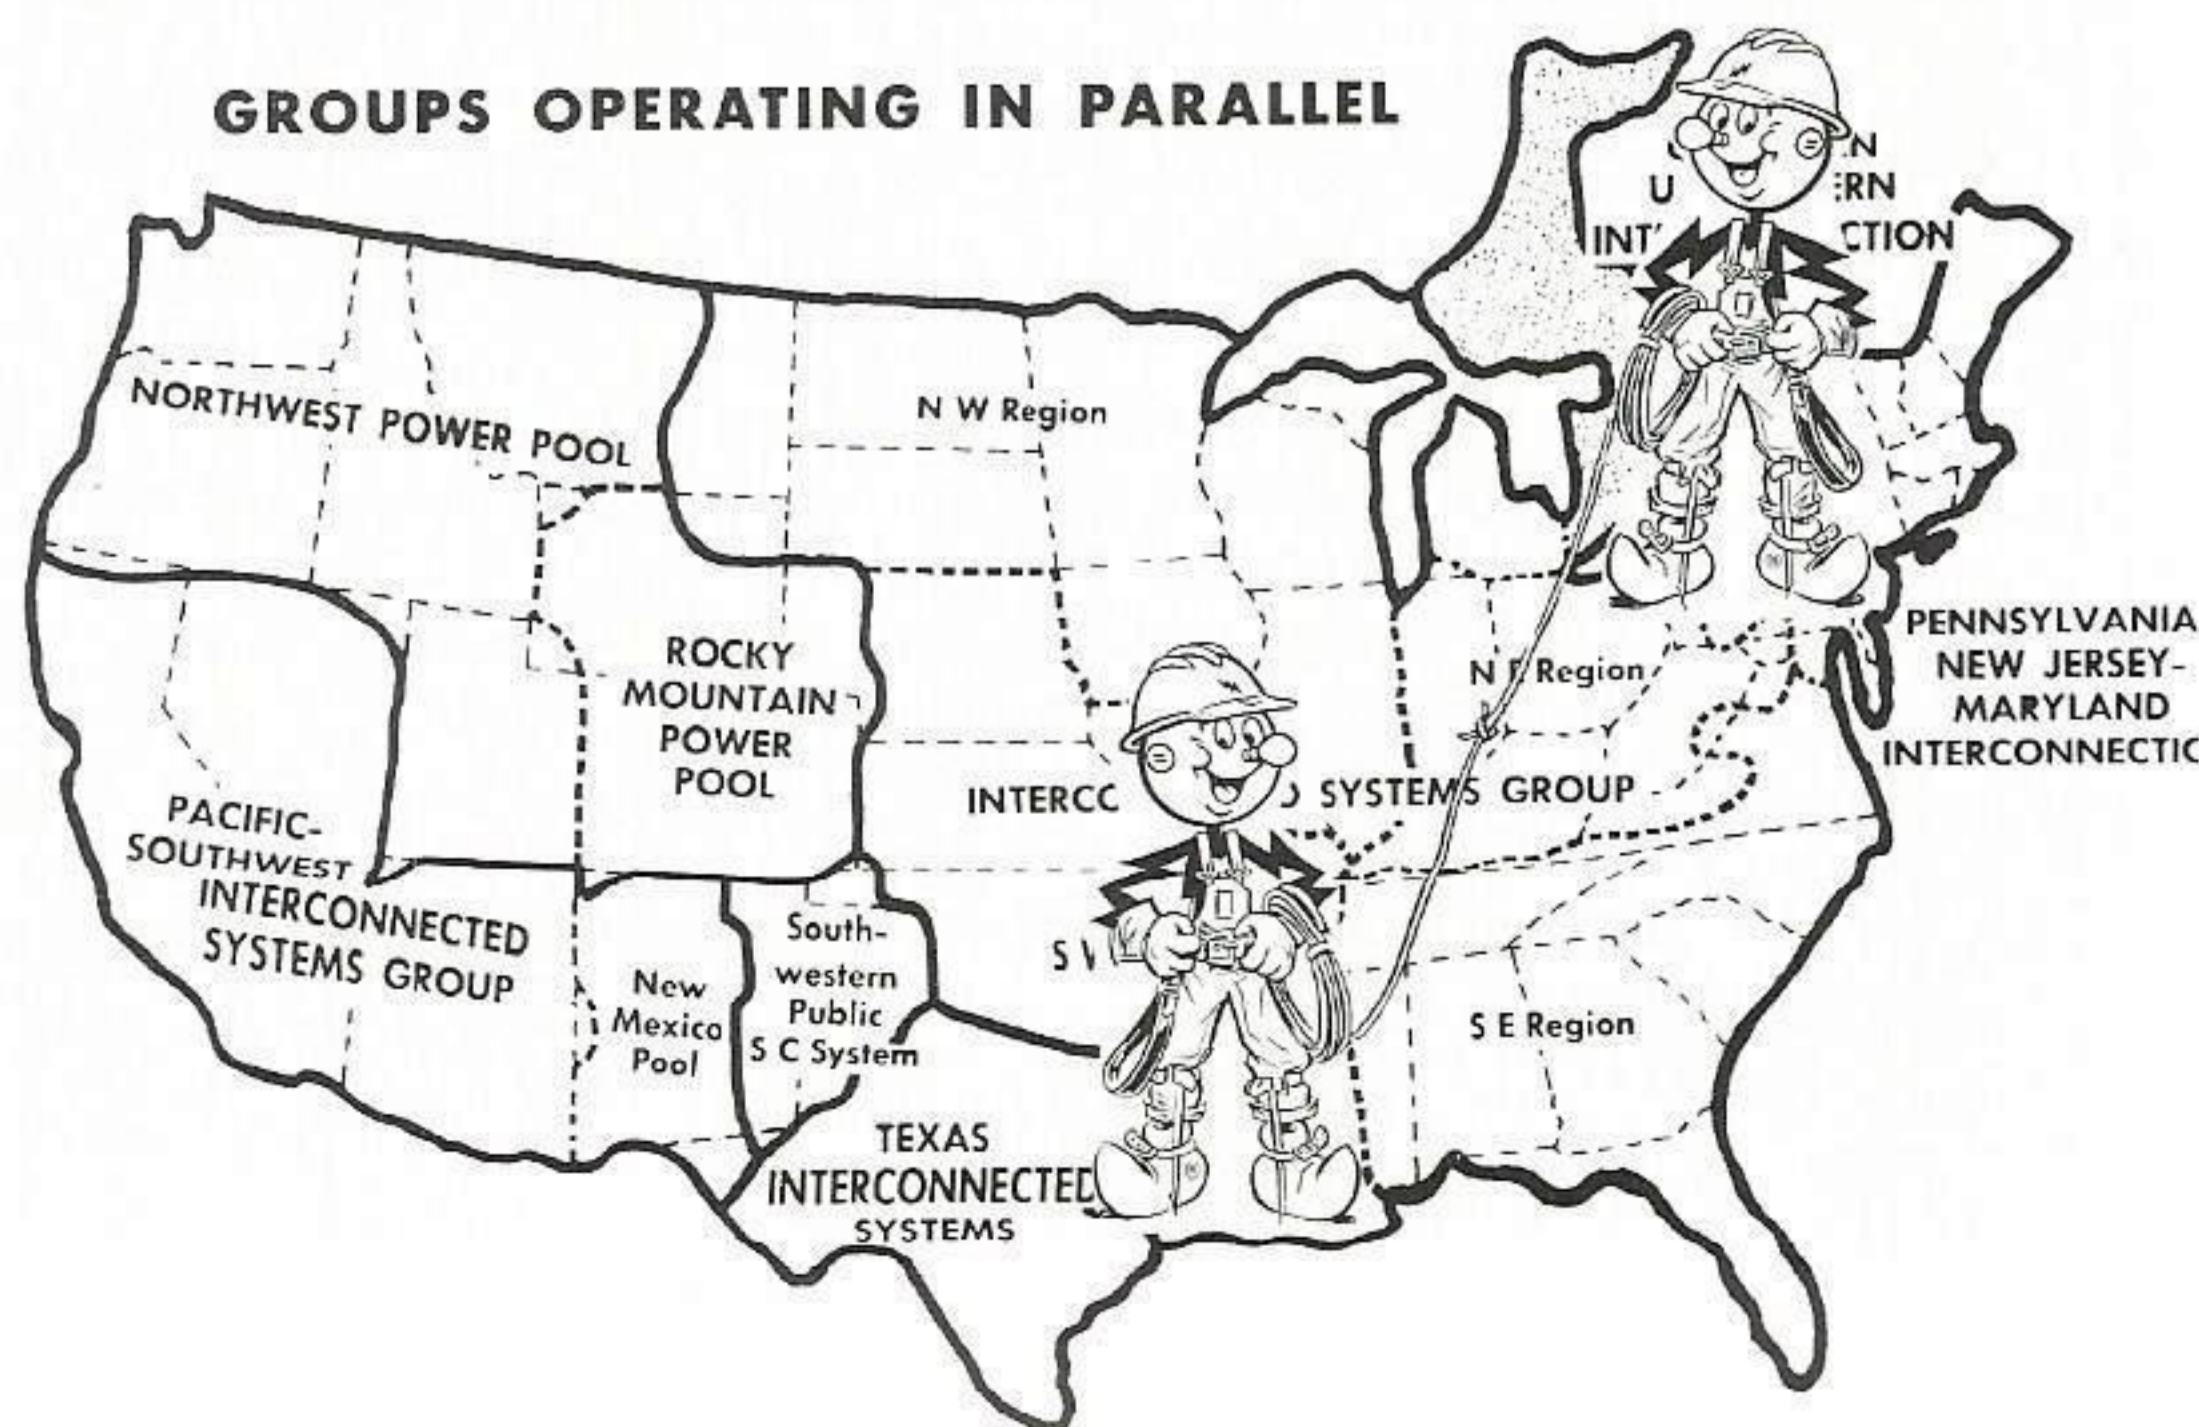 GROUPS OPERATING IN PARALLEL
INTERCONNECTION
NORTHWEST POWER POOL
N W Region
ROCKY
MOUNTAIN
POWER
POOL
N E Region
PENNSYLVANIA
NEW JERSEY-
MARYLAND
PACIFIC-
SOUTHWEST
INTERCONNECTED
SYSTEMS GROUP
SYSTEMS GROUP
South-
western
Public
S C System
New
Mexico
Pool
S E Region
TEXAS
INTERCONNECTED
SYSTEMS